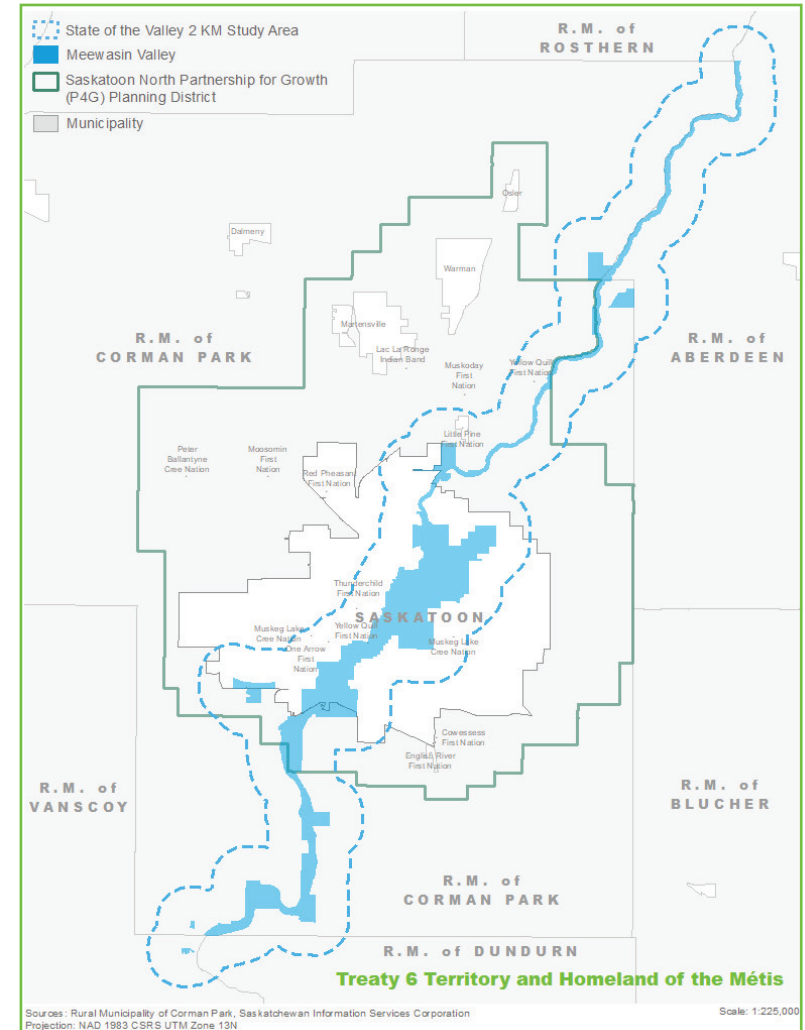 State of the Valley 2 KM Study Area
Meewasin Valley
Saskatoon North Partnership for Growth
(P4G) Planning District
Municipality
R.M. of
ROSTHERN
Osler
Dalmeny
Warman
Martensville
R.M. of
CORMAN PARK
Lac La Ronge
Indian Band
Muskoday
First
Nation
Yellow Quill
First Nation
R.M. of
ABERDEEN
Little Pine
First Nation
Peter
Ballantyne
Cree Nation
Moosomin
First
Nation
Red Pheasant
First Nation
Thunderchild
First Nation
SASKATOON
Muskeg Lake
Cree Nation
Yellow Quill
First Nation
One Arrow
First
Nation
Muskeg Lake
Cree Nation
Cowessess
First Nation
English River
First Nation
R.M. of
VANSCOY
R.M. of
BLUCHER
R.M. of
CORMAN PARK
R.M. of DUNDURN
Treaty 6 Territory and Homeland of the Métis
Sources: Rural Municipality of Corman Park, Saskatchewan Information Services Corporation
Projection: NAD 1983 CSRS UTM Zone 13N
Scale: 1:225,000